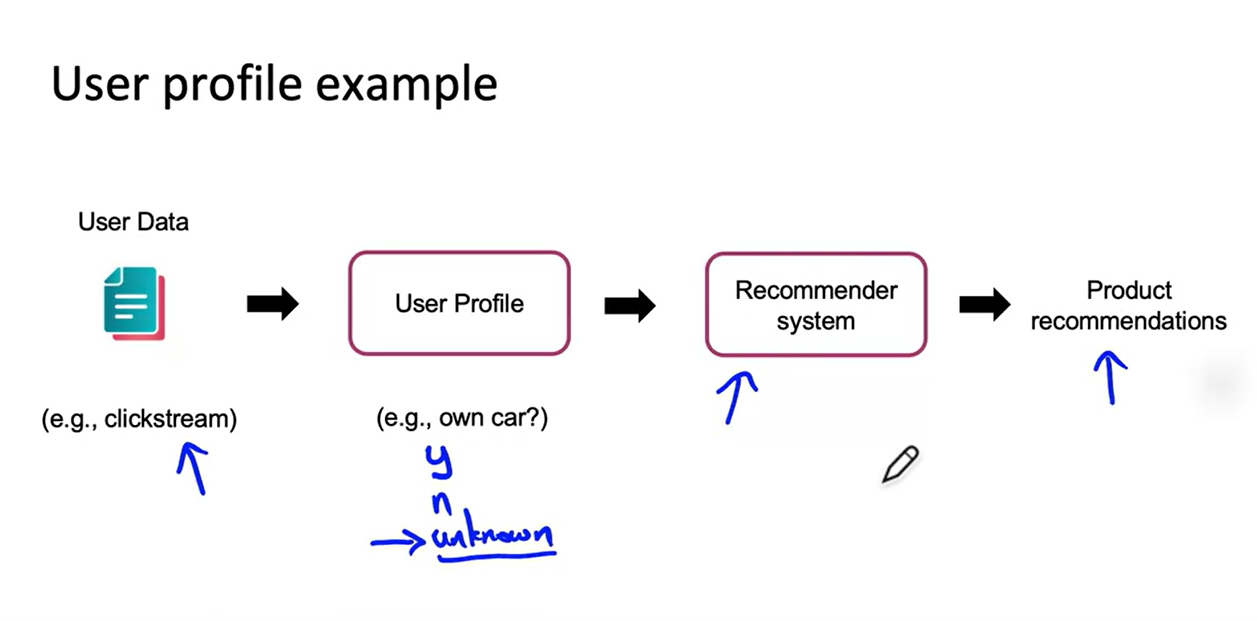 User profile example
User Data
User Profile
Recommender
system
Product
recommendations
(e.g., clickstream)
(e.g., own car?)
y
n
unknown